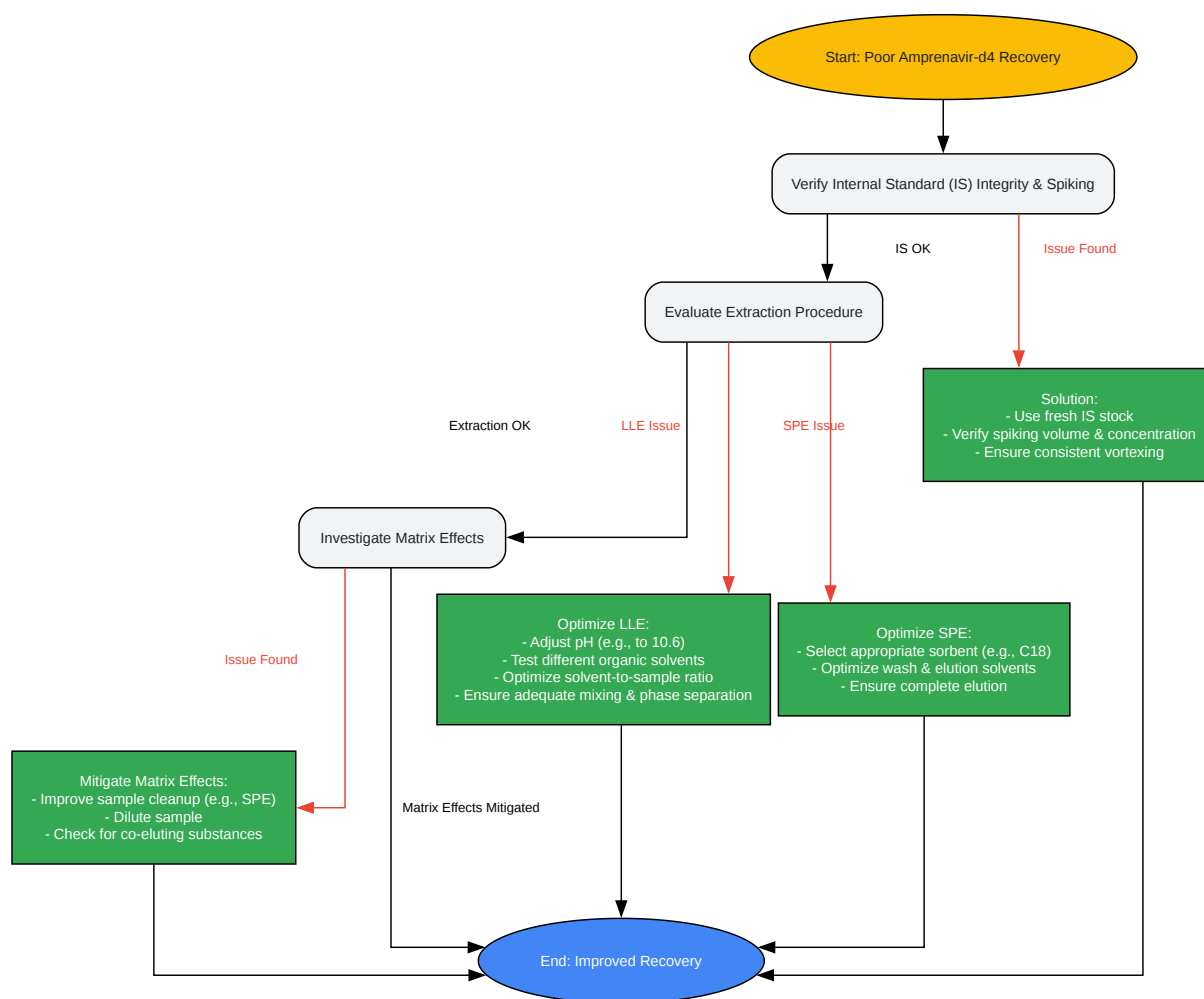 Start: Poor Amprenavir-d4 Recovery
Verify Internal Standard (IS) Integrity & Spiking
IS OK
Issue Found
Evaluate Extraction Procedure
Solution:
- Use fresh IS stock
- Verify spiking volume & concentration
- Ensure consistent vortexing
Extraction OK
LLE Issue
SPE Issue
Investigate Matrix Effects
Optimize LLE:
- Adjust pH (e.g., to 10.6)
- Test different organic solvents
- Optimize solvent-to-sample ratio
- Ensure adequate mixing & phase separation
Optimize SPE:
- Select appropriate sorbent (e.g., C18)
- Optimize wash & elution solvents
- Ensure complete elution
Issue Found
Mitigate Matrix Effects:
- Improve sample cleanup (e.g., SPE)
- Dilute sample
- Check for co-eluting substances
Matrix Effects Mitigated
End: Improved Recovery